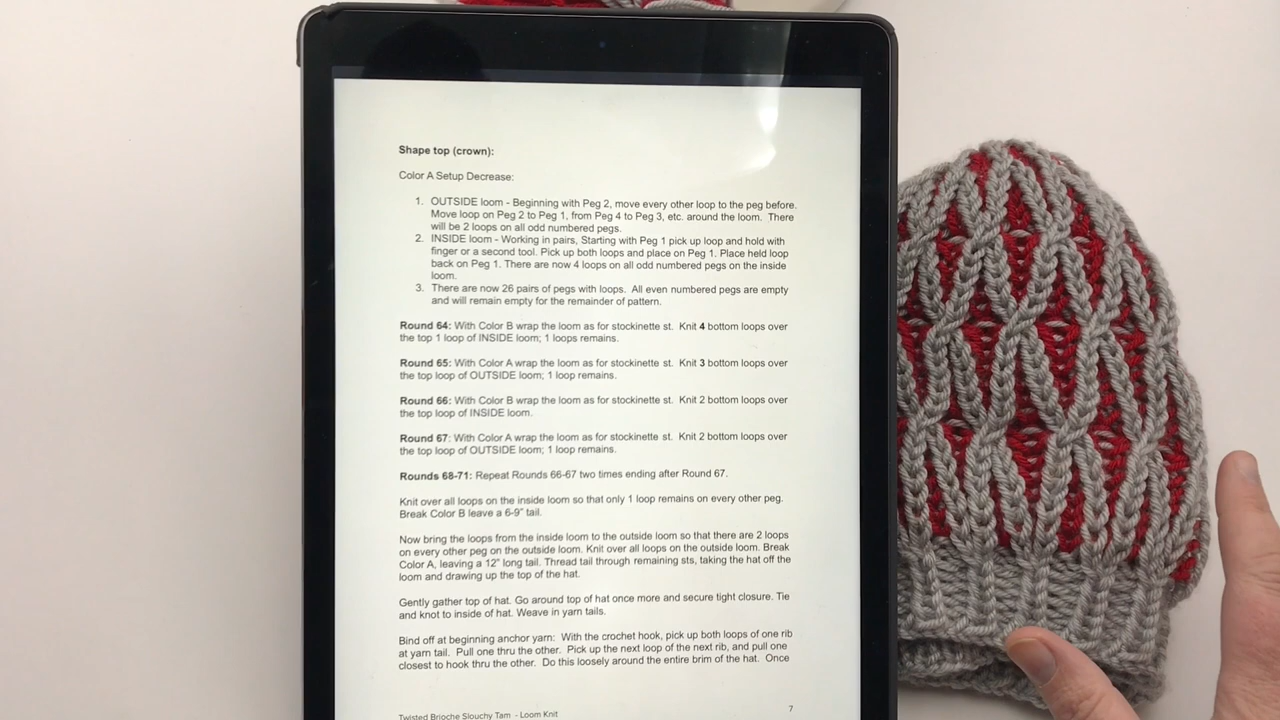 Shape top (crown):
Color A Setup Decrease:
1. OUTSIDE loom - Beginning with Peg 2, move every other loop to the peg before.
Move loop on Peg 2 to Peg 1, from Peg 4 to Peg 3, etc. around the loom. There
will be 2 loops on all odd numbered pegs.
2. INSIDE loom - Working in pairs, Starting with Peg 1 pick up loop and hold with
finger or a second tool. Pick up both loops and place on Peg 1. Place held loop
back on Peg 1. There are now 4 loops on all odd numbered pegs on the inside
loom.
3. There are now 26 pairs of pegs with loops. All even numbered pegs are empty
and will remain empty for the remainder of pattern.
Round 64: With Color B wrap the loom as for stockinette st. Knit 4 bottom loops over
the top 1 loop of INSIDE loom; 1 loops remains.
Round 65: With Color A wrap the loom as for stockinette st. Knit 3 bottom loops over
the top loop of OUTSIDE loom; 1 loop remains.
Round 66: With Color B wrap the loom as for stockinette st. Knit 2 bottom loops over
the top loop of INSIDE loom.
Round 67: With Color A wrap the loom as for stockinette st. Knit 2 bottom loops over
the top loop of OUTSIDE loom; 1 loop remains.
Rounds 68-71: Repeat Rounds 66-67 two times ending after Round 67.
Knit over all loops on the inside loom so that only 1 loop remains on every other peg.
Break Color B leave a 6-9" tail.
Now bring the loops from the inside loom to the outside loom so that there are 2 loops
on every other peg on the outside loom. Knit over all loops on the outside loom. Break
Color A, leaving a 12" long tail. Thread tail through remaining sts, taking the hat off the
loom and drawing up the top of the hat.
Gently gather top of hat. Go around top of hat once more and secure tight closure. Tie
and knot to inside of hat. Weave in yarn tails.
Bind off at beginning anchor yarn: With the crochet hook, pick up both loops of one rib
at yarn tail. Pull one thru the other. Pick up the next loop of the next rib, and pull one
closest to hook thru the other. Do this loosely around the entire brim of the hat. Once
7
Twisted Brioche Slouchy Tam - Loom Knit